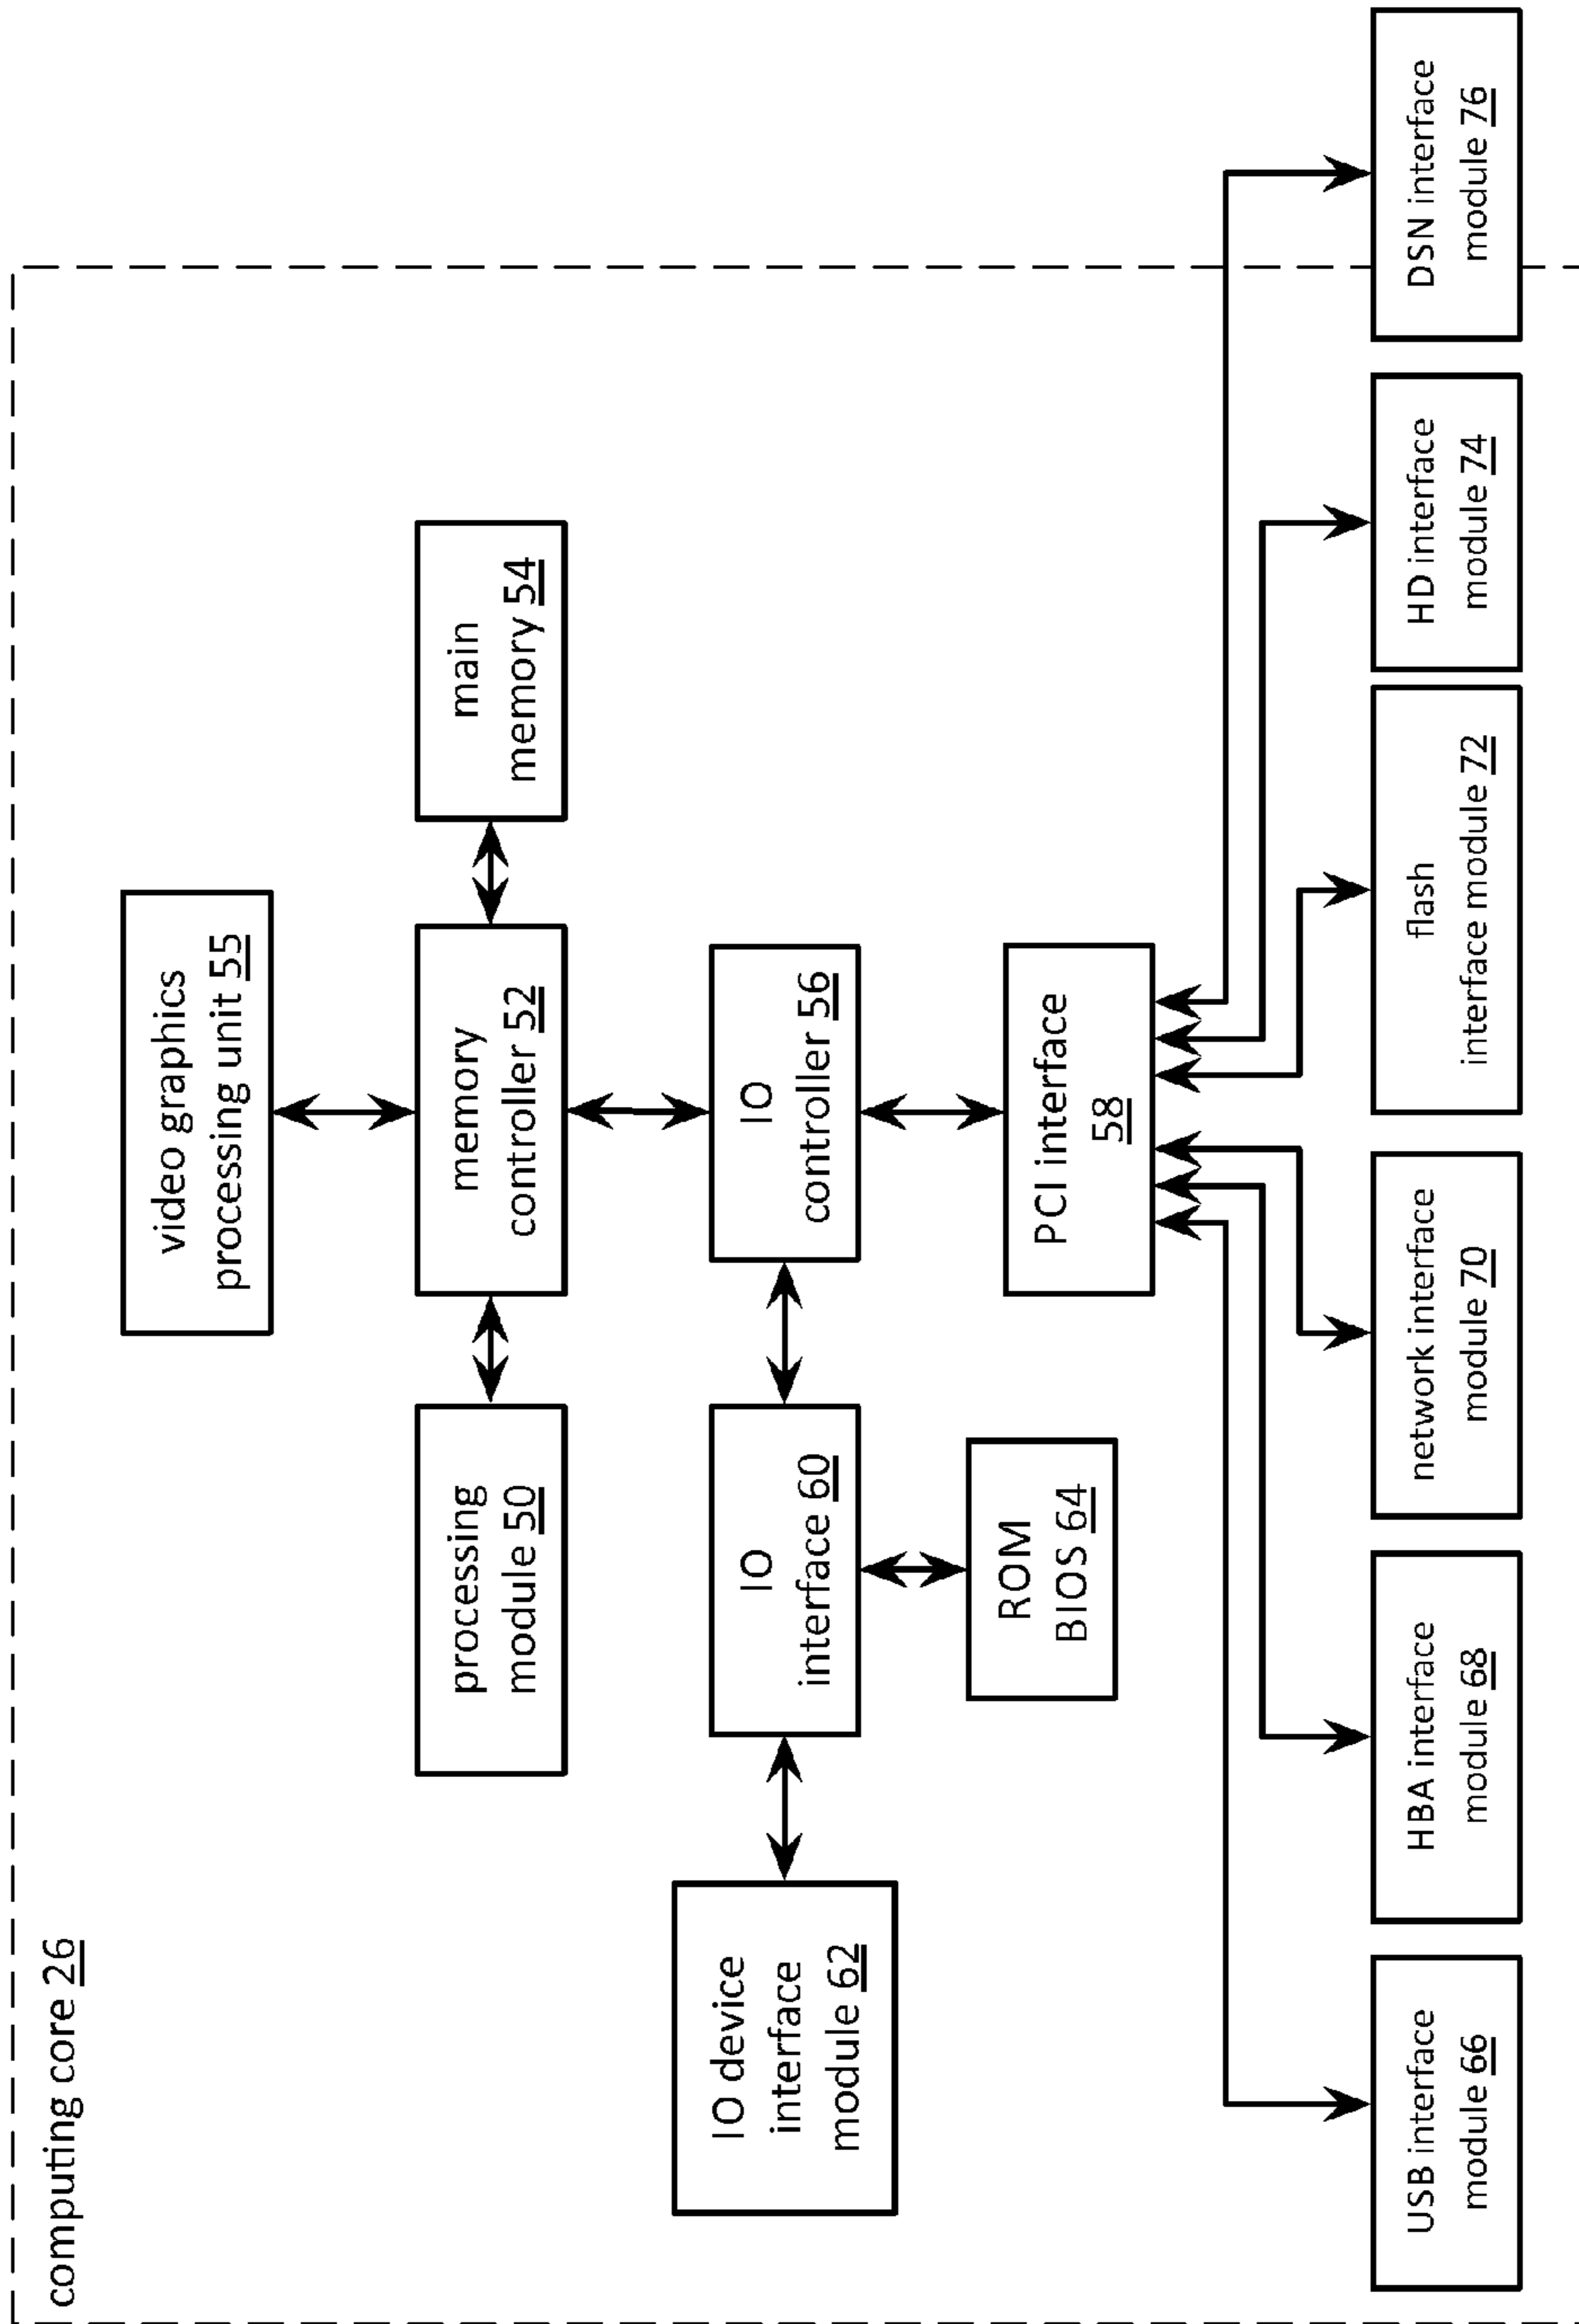 computing core 26
video graphics
processing unit 55
processing
module 50
memory
controller 52
main
memory 54
IO device
interface
module 62
IO
interface 60
IO
controller 56
ROM
BIOS 64
PCI interface
58
USB interface
module 66
HBA interface
module 68
network interface
module 70
flash
interface module 72
HD interface
module 74
DSN interface
module 76